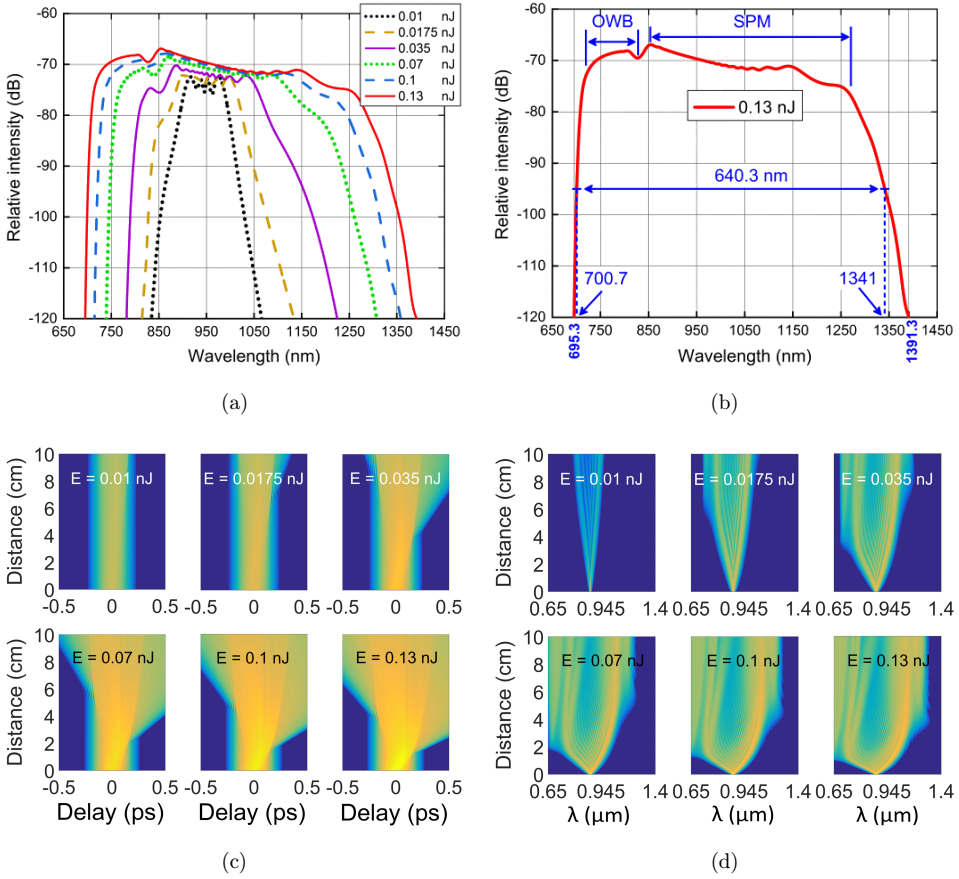 0.01 nJ
0.0175 nJ
0.035 nJ
0.07 nJ
0.1 nJ
0.13 nJ
-60
-70
-80
-90
-100
-110
-120
Relative intensity (dB)
650 750 850 950 1050 1150 1250 1350 1450
Wavelength (nm)
(a)
-60
-70
-80
-90
-100
-110
-120
Relative intensity (dB)
OWB SPM
0.13 nJ
640.3 nm
700.7 1341
650 750 850 950 1050 1150 1250 1350 1450
695.3 1391.3
Wavelength (nm)
(b)
Distance (cm)
10
8
6
4
2
0
E = 0.01 nJ E = 0.0175 nJ E = 0.035 nJ
-0.5 0 0.5 0 0.5 0 0.5
Distance (cm)
10
8
6
4
2
0
E = 0.07 nJ E = 0.1 nJ E = 0.13 nJ
-0.5 0 0.5 0 0.5 0 0.5
Delay (ps) Delay (ps) Delay (ps)
(c)
Distance (cm)
10
8
6
4
2
0
E = 0.01 nJ E = 0.0175 nJ E = 0.035 nJ
0.65 0.945 1.4 0.65 0.945 1.4 0.65 0.945 1.4
Distance (cm)
10
8
6
4
2
0
E = 0.07 nJ E = 0.1 nJ E = 0.13 nJ
0.65 0.945 1.4 0.65 0.945 1.4 0.65 0.945 1.4
λ (μm) λ (μm) λ (μm)
(d)